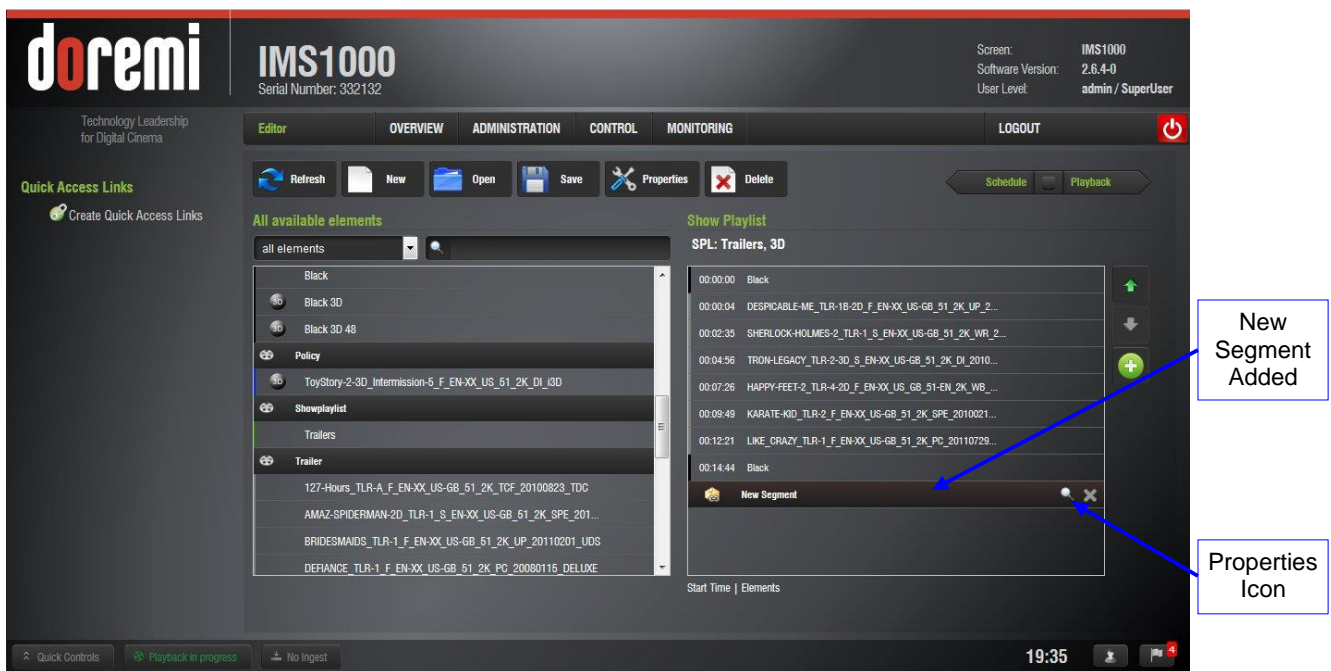 doremi
Technology Leadership
for Digital Cinema
IMS1000
Serial Number: 332132
Screen: IMS1000
Software Version: 2.6.4-0
User Level: admin / SuperUser
Editor OVERVIEW ADMINISTRATION CONTROL MONITORING LOGOUT
Quick Access Links
Create Quick Access Links
Refresh New Open Save Properties Delete
Schedule Playback
All available elements
all elements
Black
3D Black 3D
3D Black 3D 48
Policy
3D ToyStory-2-3D_Intermission-5_F_EN-XX_US_51_2K_DI_i3D
Showplaylist
Trailers
Trailer
127-Hours_TLR-A_F_EN-XX_US-GB_51_2K_TCF_20100823_TDC
AMAZ-SPIDERMAN-2D_TLR-1_S_EN-XX_US-GB_51_2K_SPE_201...
BRIDESMAIDS_TLR-1_F_EN-XX_US-GB_51_2K_UP_20110201_UDS
DEFIANCE_TLR-1_F_EN-XX_US-GB_51_2K_PC_20080115_DELUXE
Show Playlist
SPL: Trailers, 3D
00:00:00 Black
00:00:04 DESPICABLE-ME_TLR-1B-2D_F_EN-XX_US-GB_51_2K_UP_2...
00:02:35 SHERLOCK-HOLMES-2_TLR-1_S_EN-XX_US-GB_51_2K_WR_2...
00:04:56 TRON-LEGACY_TLR-2-3D_S_EN-XX_US-GB_51_2K_DI_2010...
00:07:26 HAPPY-FEET-2_TLR-4-2D_F_EN-XX_US_GB_51-EN_2K_WB_...
00:09:49 KARATE-KID_TLR-2_F_EN-XX_US-GB_51_2K_SPE_2010021...
00:12:21 LIKE_CRAZY_TLR-1_F_EN-XX_US-GB_51_2K_PC_20110729...
00:14:44 Black
New Segment
Start Time | Elements
New
Segment
Added
Properties
Icon
Quick Controls Playback in progress No Ingest 19:35 4